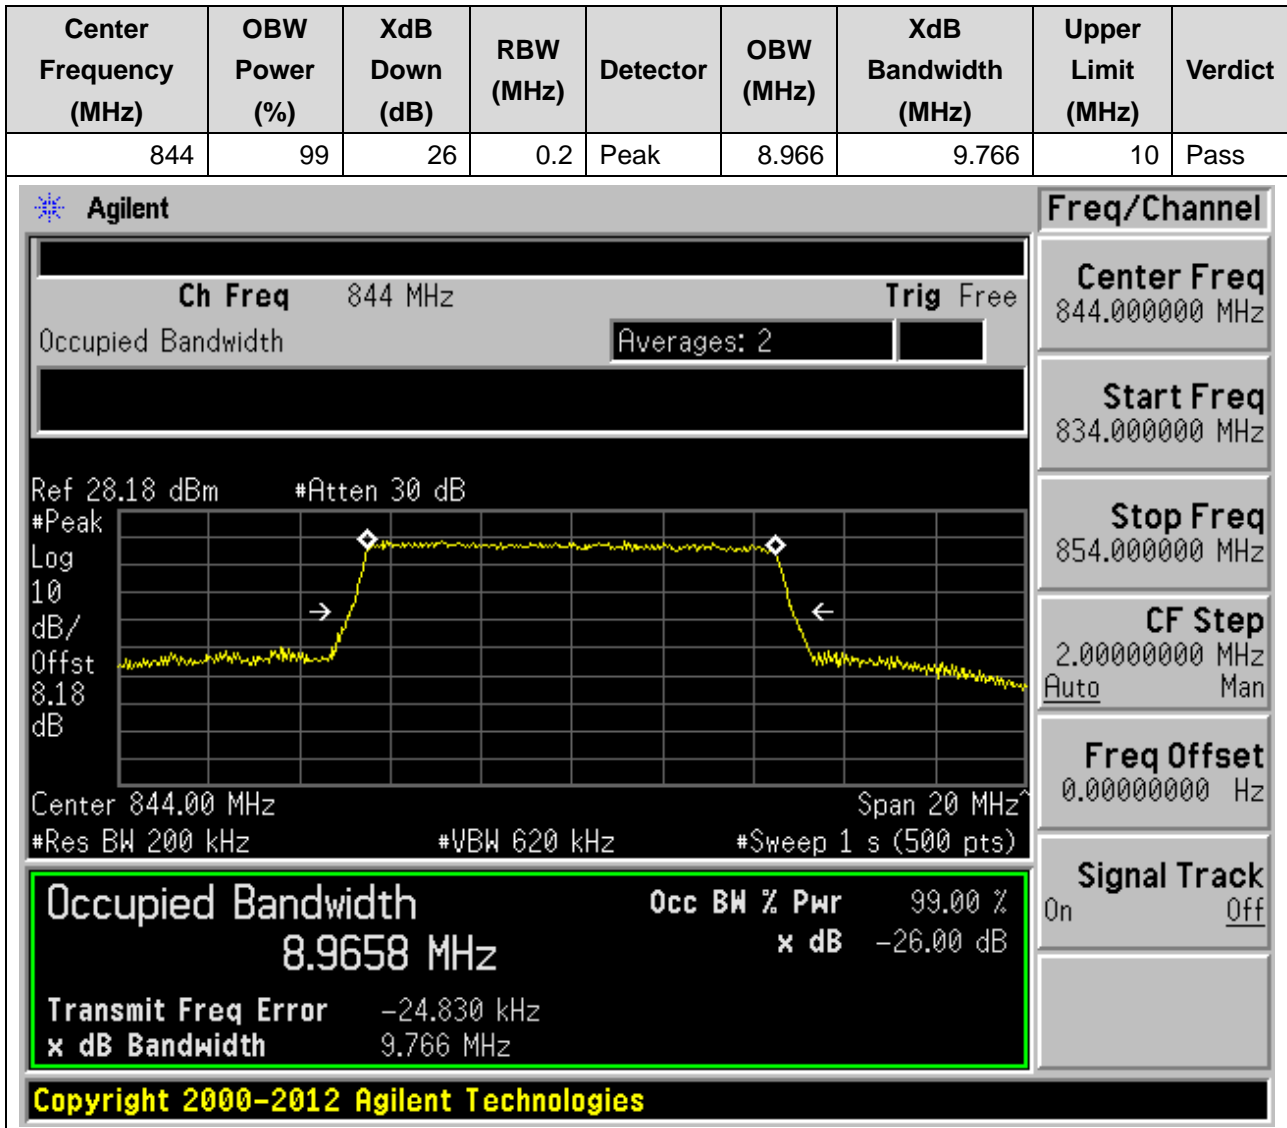 Center Frequency (MHz) OBW Power (%) XdB Down (dB) RBW (MHz) Detector OBW (MHz) XdB Bandwidth (MHz) Upper Limit (MHz) Verdict
844 99 26 0.2 Peak 8.966 9.766 10 Pass
Agilent
Freq/Channel
Ch Freq 844 MHz Trig Free
Occupied Bandwidth Averages: 2
Ref 28.18 dBm #Atten 30 dB
#Peak
Log
10
dB/
Offst
8.18
dB
Center 844.00 MHz Span 20 MHz^
#Res BW 200 kHz #VBW 620 kHz #Sweep 1 s (500 pts)
Occupied Bandwidth Occ BW % Pwr 99.00 %
8.9658 MHz x dB -26.00 dB
Transmit Freq Error -24.830 kHz
x dB Bandwidth 9.766 MHz
Center Freq
844.000000 MHz
Start Freq
834.000000 MHz
Stop Freq
854.000000 MHz
CF Step
2.00000000 MHz
Auto Man
Freq Offset
0.00000000 Hz
Signal Track
On Off
Copyright 2000-2012 Agilent Technologies